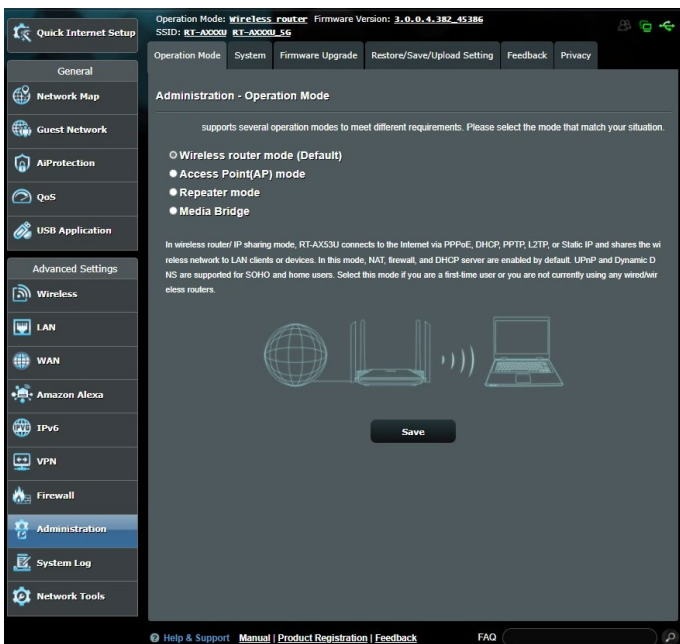 Quick Internet Setup
General
Network Map
Guest Network
AiProtection
QoS
USB Application
Advanced Settings
Wireless
LAN
WAN
Amazon Alexa
IPv6
VPN
Firewall
Administration
System Log
Network Tools
Operation Mode: Wireless router Firmware Version: 3.0.0.4.382_45386
SSID: RT-AXXXU RT-AXXXU_5G
Operation Mode System Firmware Upgrade Restore/Save/Upload Setting Feedback Privacy
Administration - Operation Mode
supports several operation modes to meet different requirements. Please select the mode that match your situation.
Wireless router mode (Default)
Access Point(AP) mode
Repeater mode
Media Bridge
In wireless router/ IP sharing mode, RT-AX53U connects to the Internet via PPPoE, DHCP, PPTP, L2TP, or Static IP and shares the wi
reless network to LAN clients or devices. In this mode, NAT, firewall, and DHCP server are enabled by default. UPnP and Dynamic D
NS are supported for SOHO and home users. Select this mode if you are a first-time user or you are not currently using any wired/wir
eless routers.
Save
Help & Support Manual | Product Registration | Feedback FAQ